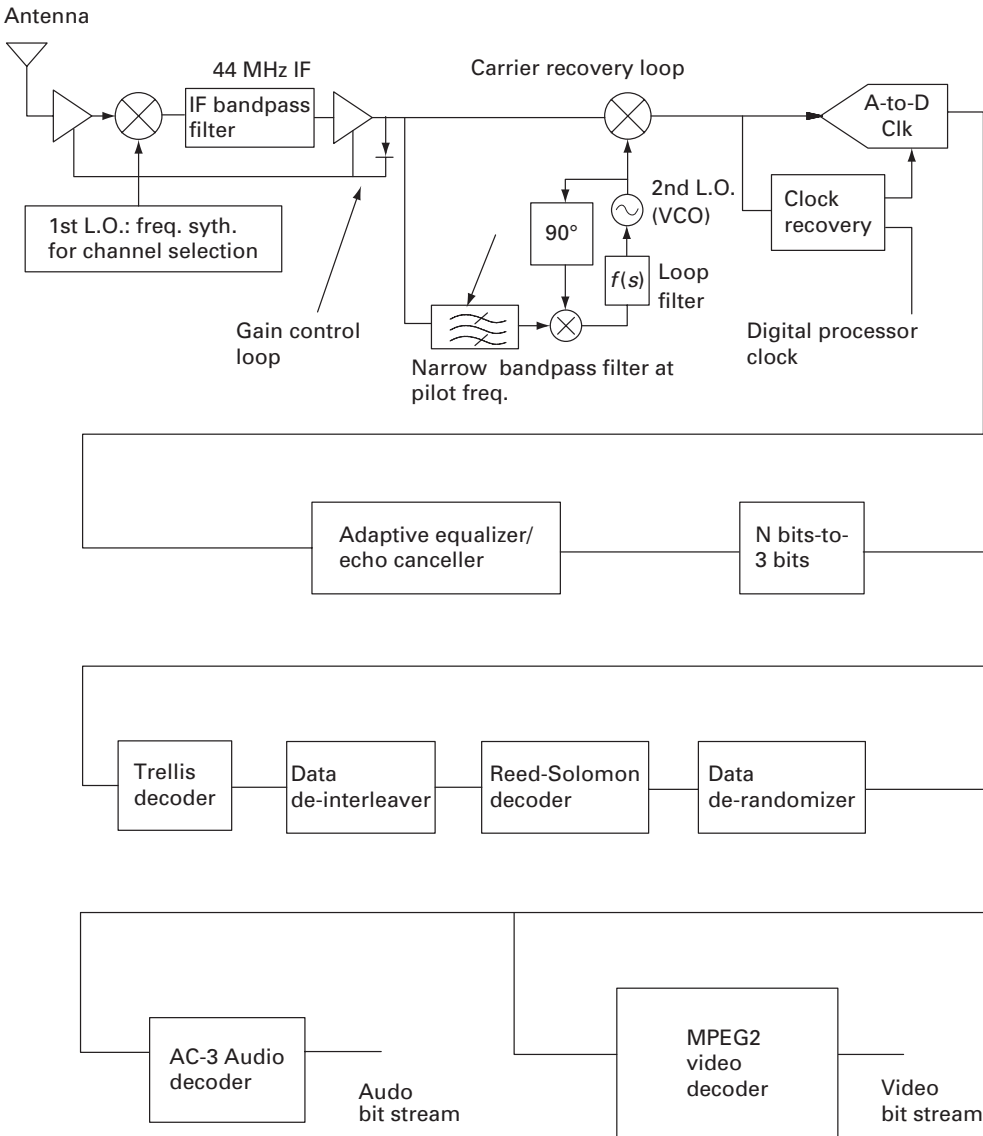 Antenna
44 MHz IF
IF bandpass
filter
Carrier recovery loop
A-to-D
Clk
1st L.O.: freq. syth.
for channel selection
90°
2nd L.O.
(VCO)
f(s)
Loop
filter
Clock
recovery
Gain control
loop
Narrow bandpass filter at
pilot freq.
Digital processor
clock
Adaptive equalizer/
echo canceller
N bits-to-
3 bits
Trellis
decoder
Data
de-interleaver
Reed-Solomon
decoder
Data
de-randomizer
AC-3 Audio
decoder
Audo
bit stream
MPEG2
video
decoder
Video
bit stream